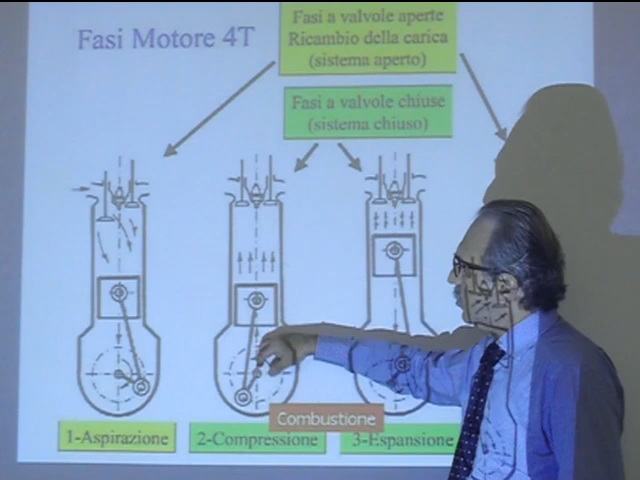 Fasi Motore 4T
Fasi a valvole aperte
Ricambio della carica
(sistema aperto)
Fasi a valvole chiuse
(sistema chiuso)
Combustione
1-Aspirazione
2-Compressione
3-Espansione